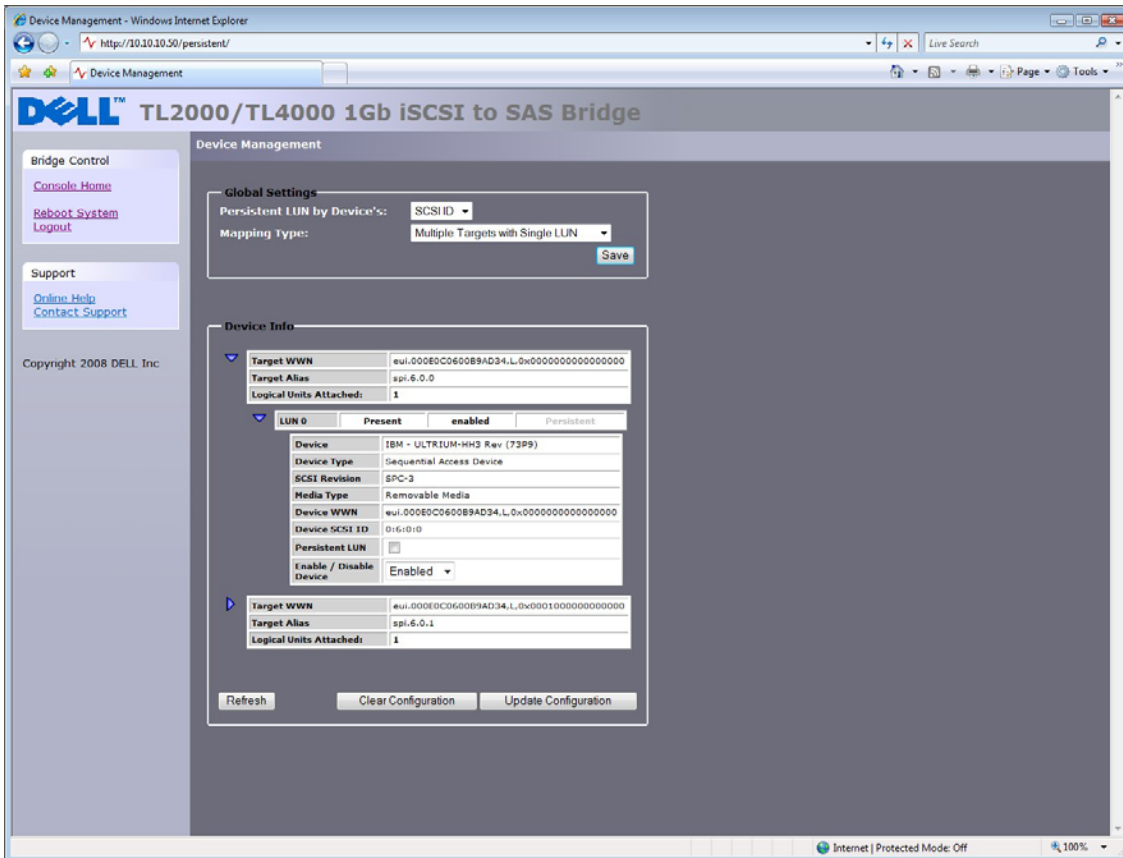 Device Management - Windows Internet Explorer
http://10.10.10.50/persistent/
Live Search
Device Management
Page
Tools
DELL™ TL2000/TL4000 1Gb iSCSI to SAS Bridge
Device Management
Bridge Control
Console Home
Reboot System
Logout
Support
Online Help
Contact Support
Copyright 2008 DELL Inc
Global Settings
Persistent LUN by Device's: SCSI ID
Mapping Type: Multiple Targets with Single LUN
Save
Device Info
Target WWN eui.000E0C0600B9AD34,L,0x0000000000000000
Target Alias spi.6.0.0
Logical Units Attached: 1
LUN 0 Present enabled Persistent
Device IBM - ULTRIUM-HH3 Rev (73P9)
Device Type Sequential Access Device
SCSI Revision SPC-3
Media Type Removable Media
Device WWN eui.000E0C0600B9AD34,L,0x0000000000000000
Device SCSI ID 0:6:0:0
Persistent LUN
Enable / Disable Device Enabled
Target WWN eui.000E0C0600B9AD34,L,0x0001000000000000
Target Alias spi.6.0.1
Logical Units Attached: 1
Refresh Clear Configuration Update Configuration
Internet | Protected Mode: Off 100%